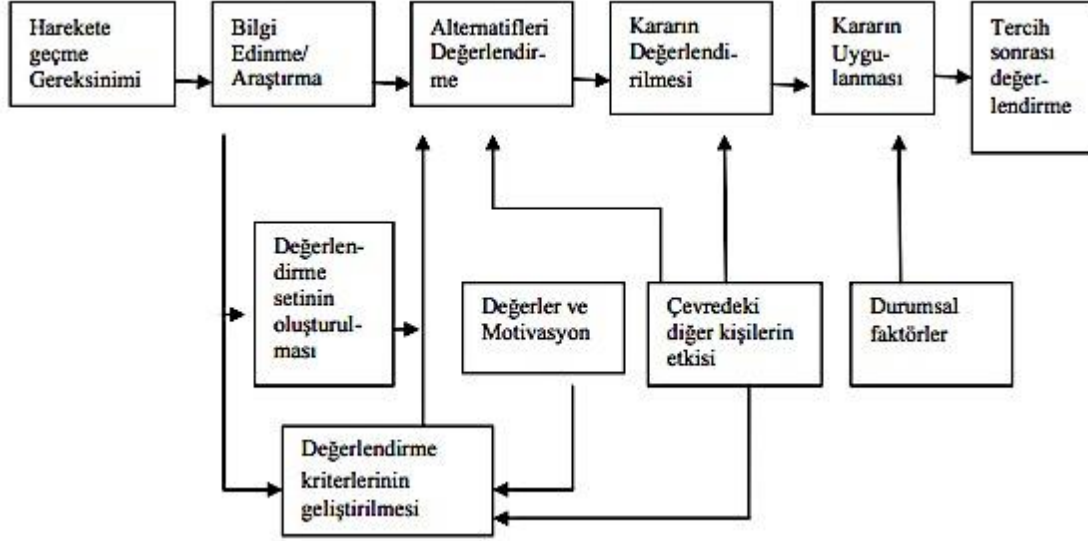 Harekete
geçme
Gereksinimi
Bilgi
Edinme/
Araştırma
Alternatifleri
Değerlendir-
me
Kararın
Değerlendi-
rilmesi
Kararın
Uygu-
lanması
Tercih
sonrası
değer-
lendirme
Değerlen-
dirme
setinin
oluşturul-
ması
Değerler ve
Motivasyon
Çevredeki
diğer kişilerin
etkisi
Durumsal
faktörler
Değerlendirme
kriterlerinin
geliştirilmesi